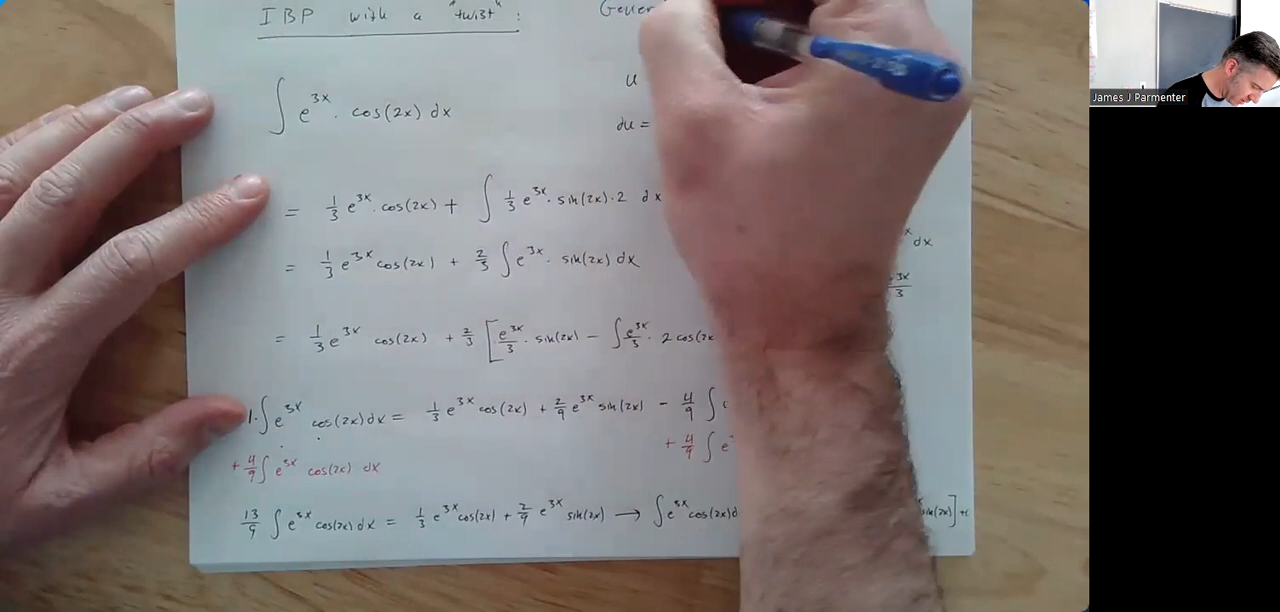 IBP with a "twist":
∫ e^{3x} · cos(2x) dx
u
du =
= 1/3 e^{3x} · cos(2x) + ∫ 1/3 e^{3x} · sin(2x) · 2 dx
= 1/3 e^{3x} cos(2x) + 2/3 ∫ e^{3x} · sin(2x) dx
dx
= 1/3 e^{3x} cos(2x) + 2/3 [ e^{3x}/3 · sin(2x) − ∫ e^{3x}/3 · 2 cos(2x
1·∫ e^{3x} cos(2x) dx = 1/3 e^{3x} cos(2x) + 2/9 e^{3x} sin(2x) − 4/9 ∫
+ 4/9 ∫ e^{3x} cos(2x) dx + 4/9 ∫ e
13/9 ∫ e^{3x} cos(2x) dx = 1/3 e^{3x} cos(2x) + 2/9 e^{3x} sin(2x) → ∫ e^{3x} cos(2x) d sin(2x)] + c
James J Parmenter